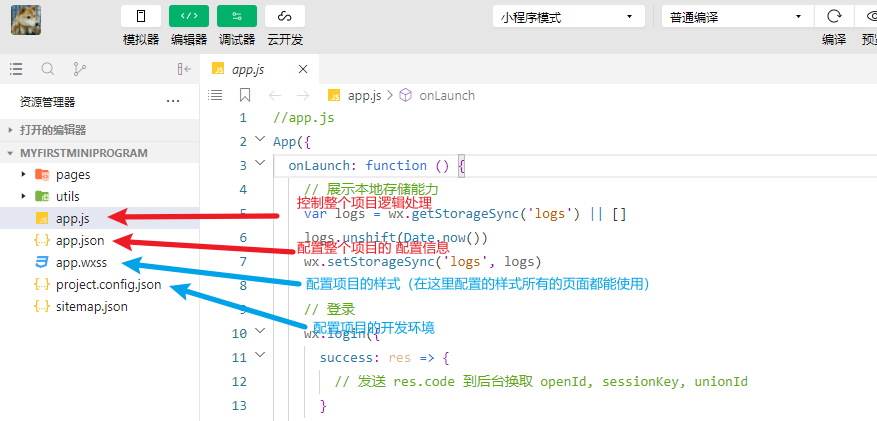 小程序模式
普通编译
模拟器
编辑器
调试器
云开发
编译
预览
app.js
资源管理器
app.js
onLaunch
打开的编辑器
MYFIRSTMINIPROGRAM
pages
utils
app.js
app.json
app.wxss
project.config.json
sitemap.json
1 //app.js
2 App({
3 onLaunch: function () {
4 // 展示本地存储能力
控制整个项目逻辑处理
5 var logs = wx.getStorageSync('logs') || []
6 logs.unshift(Date.now())
配置整个项目的 配置信息
7 wx.setStorageSync('logs', logs)
8
配置项目的样式（在这里配置的样式所有的页面都能使用）
9 // 登录
配置项目的开发环境
10 wx.login({
11 success: res => {
12 // 发送 res.code 到后台换取 openId, sessionKey, unionId
13 }